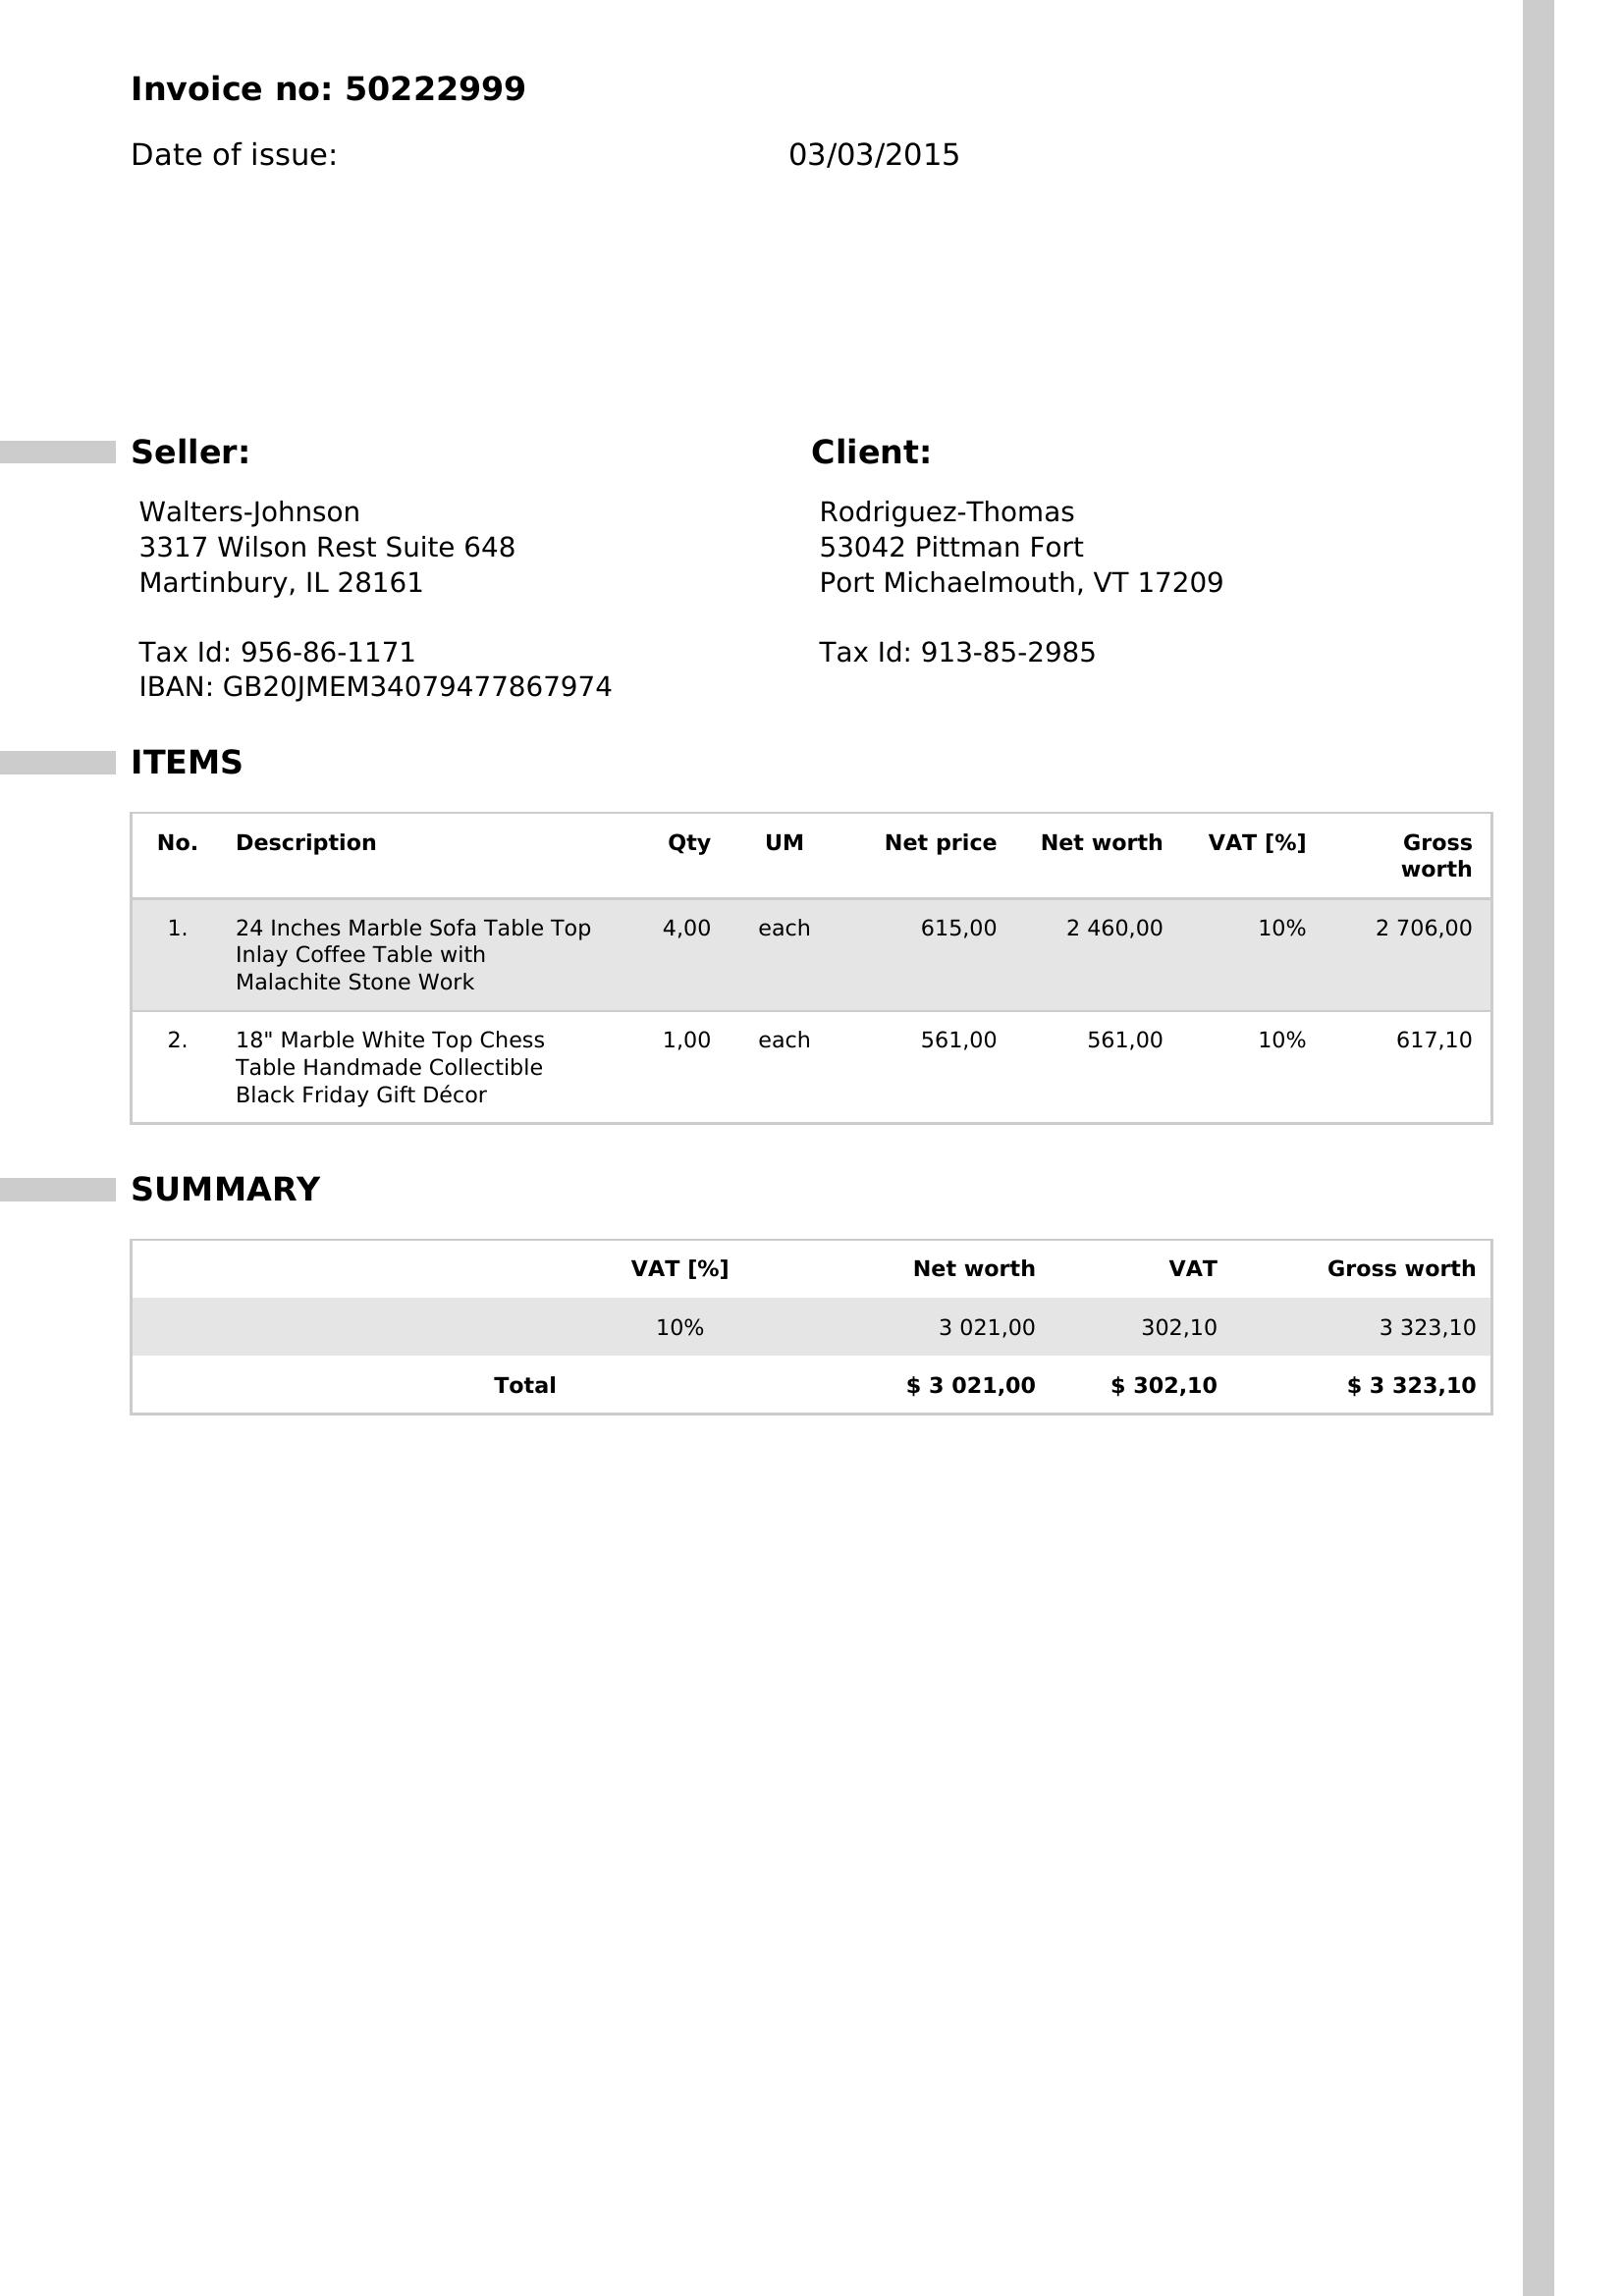 Invoice no: 50222999
Date of issue: 03/03/2015
Seller:
Walters-Johnson
3317 Wilson Rest Suite 648
Martinbury, IL 28161
Tax Id: 956-86-1171
IBAN: GB20JMEM34079477867974
Client:
Rodriguez-Thomas
53042 Pittman Fort
Port Michaelmouth, VT 17209
Tax Id: 913-85-2985
ITEMS
No. Description Qty UM Net price Net worth VAT [%] Gross
worth
1. 24 Inches Marble Sofa Table Top 4,00 each 615,00 2 460,00 10% 2 706,00
Inlay Coffee Table with
Malachite Stone Work
2. 18" Marble White Top Chess 1,00 each 561,00 561,00 10% 617,10
Table Handmade Collectible
Black Friday Gift Décor
SUMMARY
VAT [%] Net worth VAT Gross worth
10% 3 021,00 302,10 3 323,10
Total $ 3 021,00 $ 302,10 $ 3 323,10